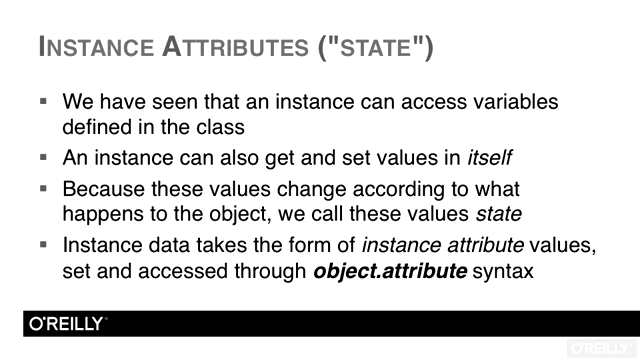 INSTANCE ATTRIBUTES ("STATE")
▪ We have seen that an instance can access variables
defined in the class
▪ An instance can also get and set values in itself
▪ Because these values change according to what
happens to the object, we call these values state
▪ Instance data takes the form of instance attribute values,
set and accessed through object.attribute syntax
O'REILLY®
O'REILLY